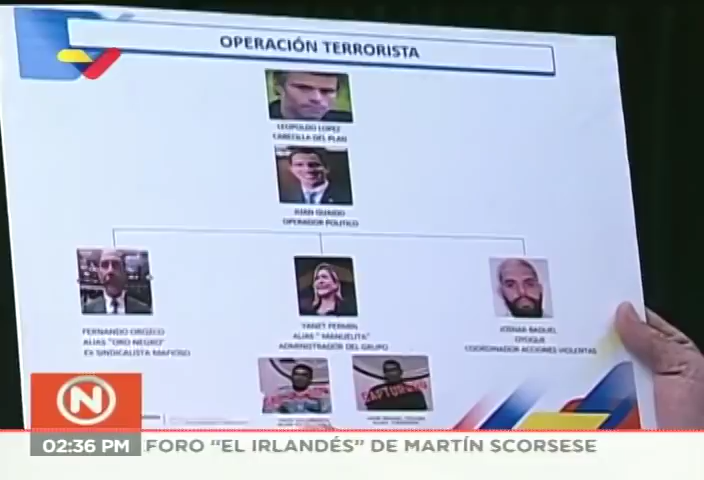 OPERACIÓN TERRORISTA
LEOPOLDO LOPEZ
CABECILLA DEL PLAN
JUAN GUAIDO
OPERADOR POLITICO
FERNANDO OROZCO
ALIAS "ORO NEGRO"
EX SINDICALISTA MAFIOSO
YANET FERMIN
ALIAS " MANUELITA"
ADMINISTRADOR DEL GRUPO
JOSNAR BADUEL
COORDINADOR ACCIONES VIOLENTAS
CAPTURADO
CAPTURADO
N
02:36 PM
FORO "EL IRLANDÉS" DE MARTÍN SCORSESE